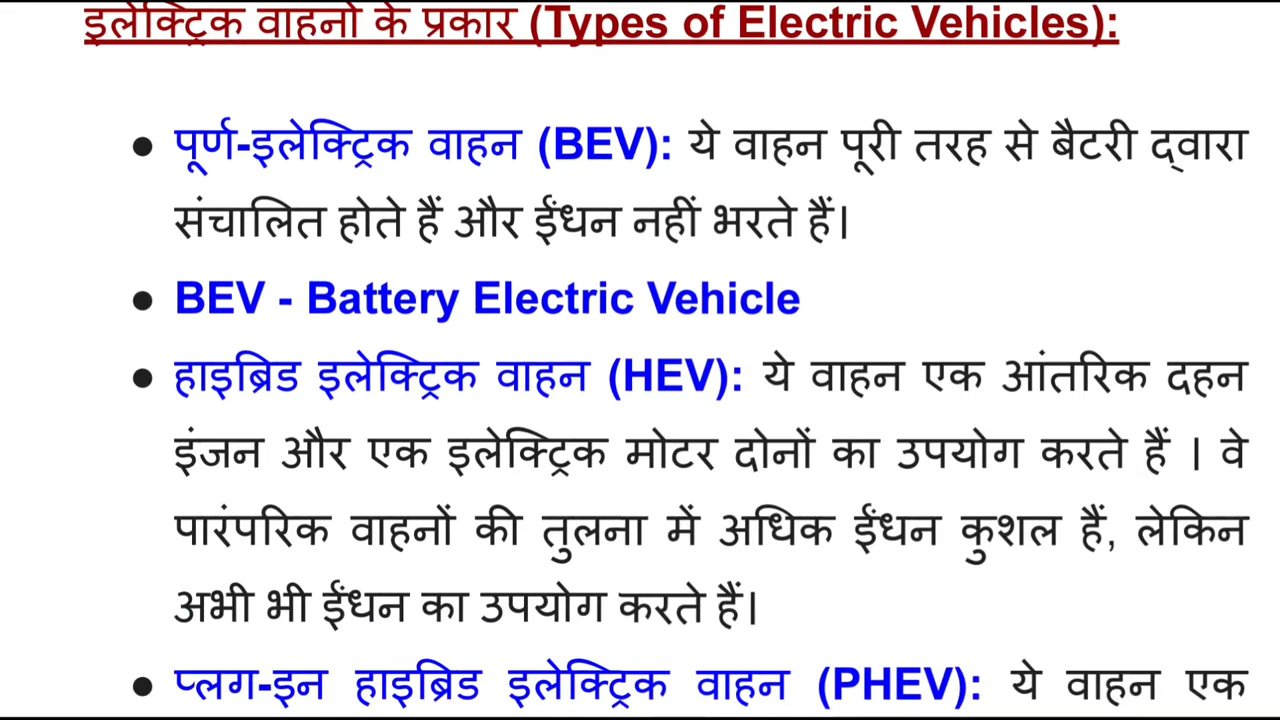 इलेक्ट्रिक वाहनों के प्रकार (Types of Electric Vehicles):
● पूर्ण-इलेक्ट्रिक वाहन (BEV): ये वाहन पूरी तरह से बैटरी द्वारा
संचालित होते हैं और ईंधन नहीं भरते हैं।
● BEV - Battery Electric Vehicle
● हाइब्रिड इलेक्ट्रिक वाहन (HEV): ये वाहन एक आंतरिक दहन
इंजन और एक इलेक्ट्रिक मोटर दोनों का उपयोग करते हैं । वे
पारंपरिक वाहनों की तुलना में अधिक ईंधन कुशल हैं, लेकिन
अभी भी ईंधन का उपयोग करते हैं।
● प्लग-इन हाइब्रिड इलेक्ट्रिक वाहन (PHEV): ये वाहन एक